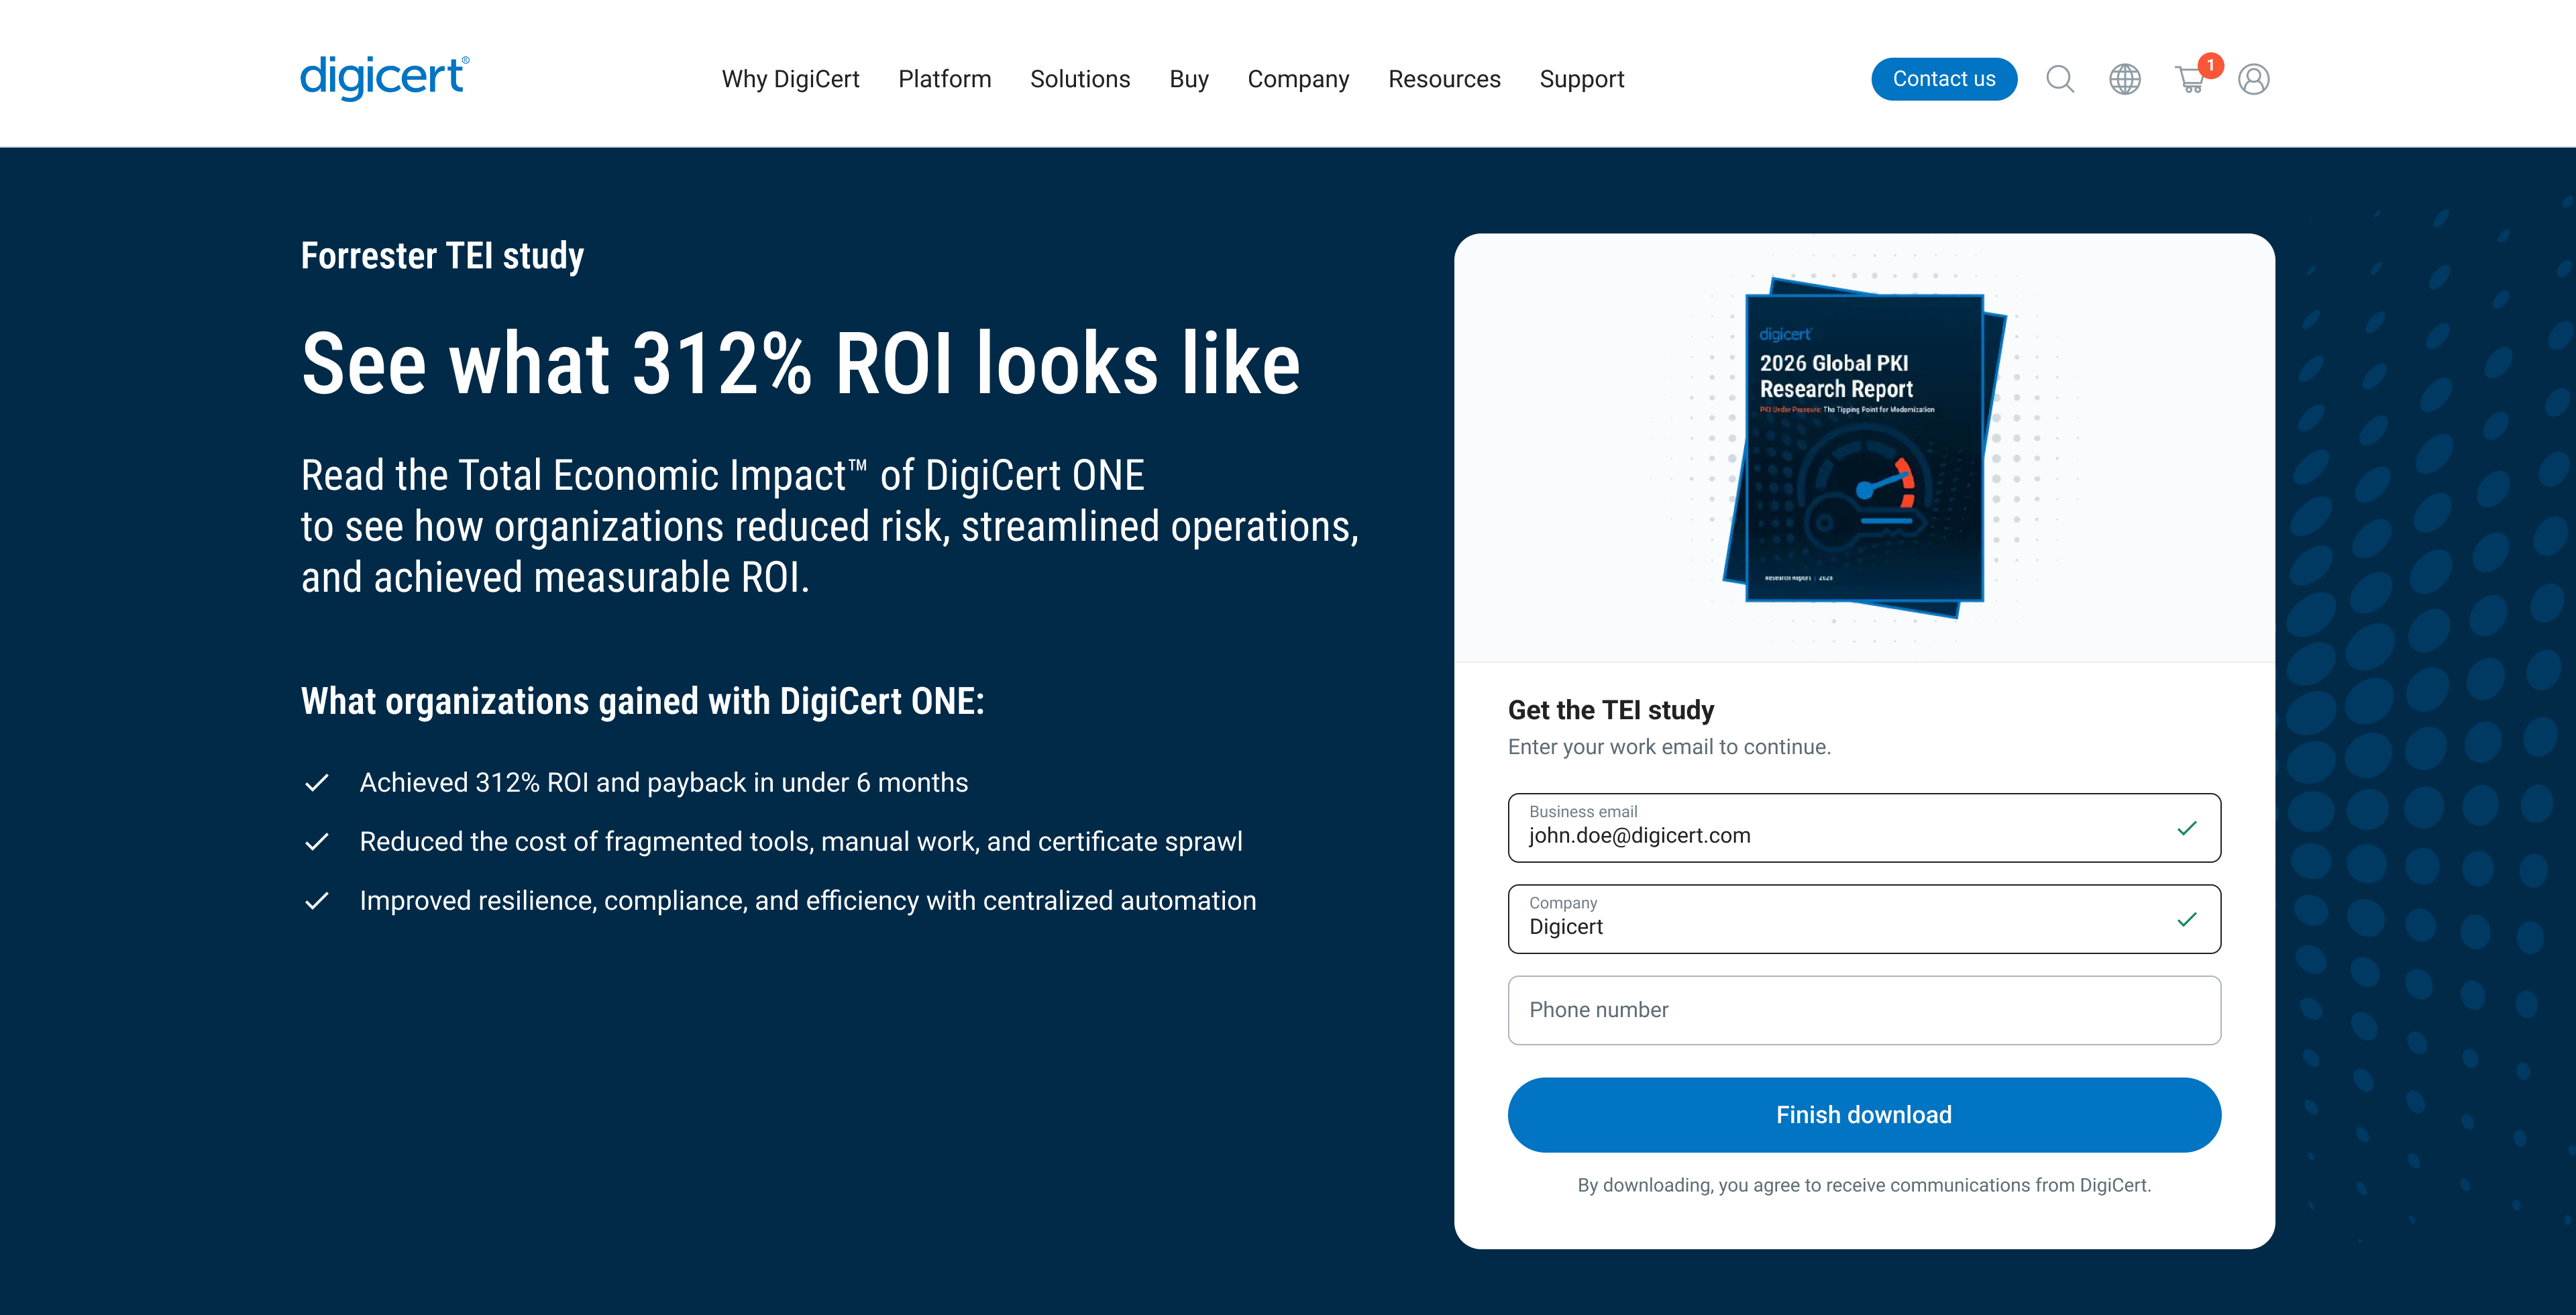 digicert®
Why DigiCert
Platform
Solutions
Buy
Company
Resources
Support
Contact us
1
Forrester TEI study
See what 312% ROI looks like
Read the Total Economic Impact™ of DigiCert ONE
to see how organizations reduced risk, streamlined operations,
and achieved measurable ROI.
What organizations gained with DigiCert ONE:
Achieved 312% ROI and payback in under 6 months
Reduced the cost of fragmented tools, manual work, and certificate sprawl
Improved resilience, compliance, and efficiency with centralized automation
digicert
2026 Global PKI
Research Report
PKI Under Pressure: The Tipping Point for Modernization
Research Report | 2026
Get the TEI study
Enter your work email to continue.
Business email
john.doe@digicert.com
Company
Digicert
Phone number
Finish download
By downloading, you agree to receive communications from DigiCert.